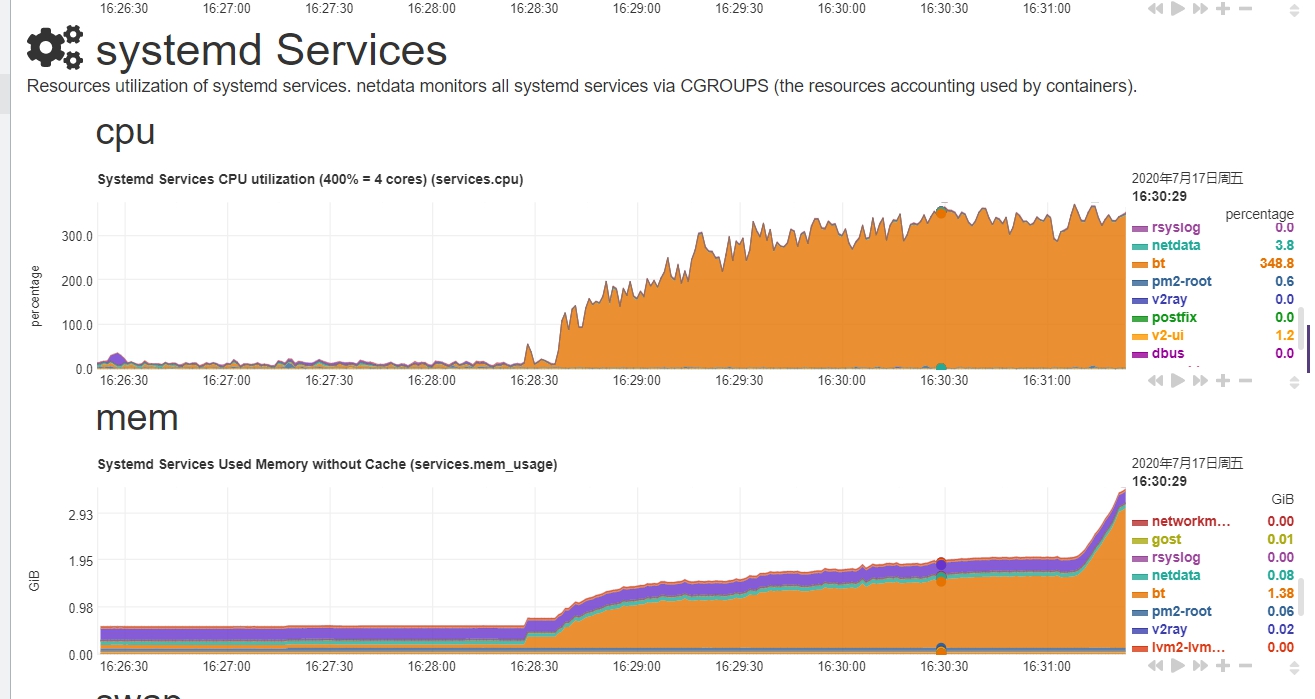 16:26:30 16:27:00 16:27:30 16:28:00 16:28:30 16:29:00 16:29:30 16:30:00 16:30:30 16:31:00
systemd Services
Resources utilization of systemd services. netdata monitors all systemd services via CGROUPS (the resources accounting used by containers).
cpu
Systemd Services CPU utilization (400% = 4 cores) (services.cpu)
percentage
300.0
200.0
100.0
0.0
16:26:30 16:27:00 16:27:30 16:28:00 16:28:30 16:29:00 16:29:30 16:30:00 16:30:30 16:31:00
2020年7月17日周五
16:30:29
percentage
rsyslog 0.0
netdata 3.8
bt 348.8
pm2-root 0.6
v2ray 0.0
postfix 0.0
v2-ui 1.2
dbus 0.0
mem
Systemd Services Used Memory without Cache (services.mem_usage)
GiB
2.93
1.95
0.98
0.00
16:26:30 16:27:00 16:27:30 16:28:00 16:28:30 16:29:00 16:29:30 16:30:00 16:30:30 16:31:00
2020年7月17日周五
16:30:29
GiB
networkm... 0.00
gost 0.01
rsyslog 0.00
netdata 0.08
bt 1.38
pm2-root 0.06
v2ray 0.02
lvm2-lvm... 0.00
swap